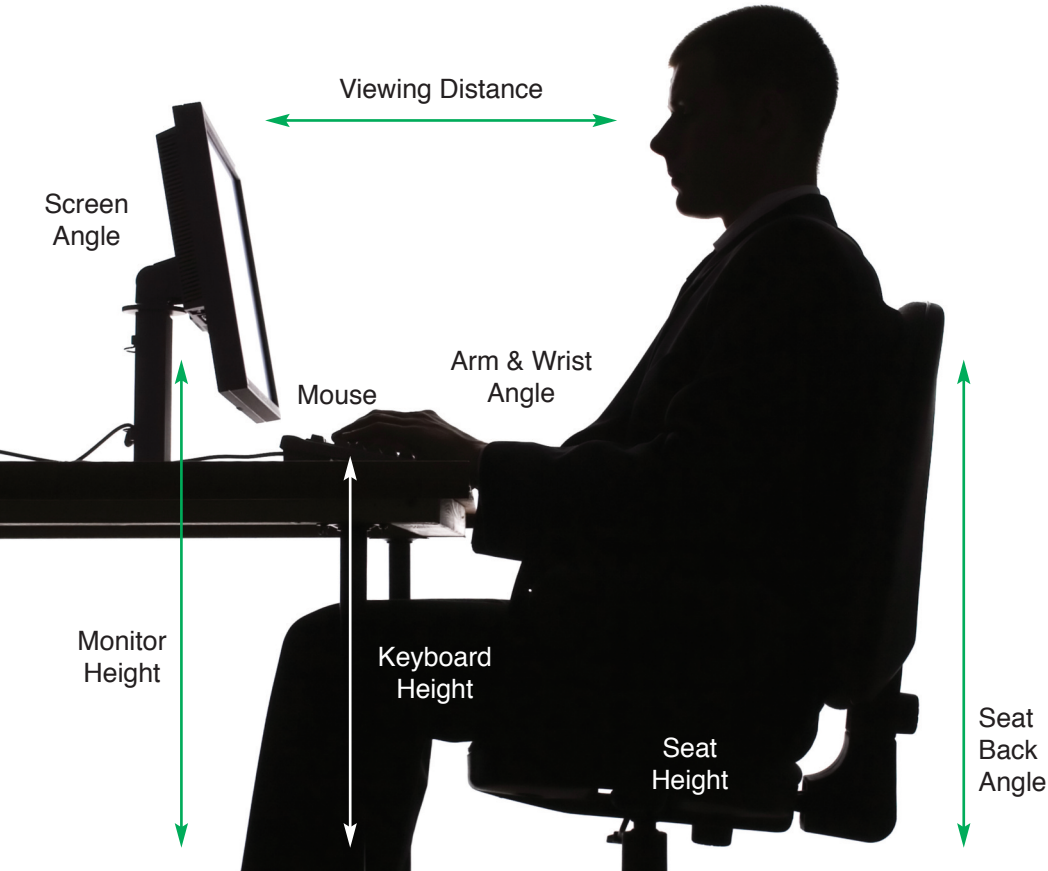 Viewing Distance
Screen
Angle
Arm & Wrist
Angle
Mouse
Monitor
Height
Keyboard
Height
Seat
Height
Seat
Back
Angle